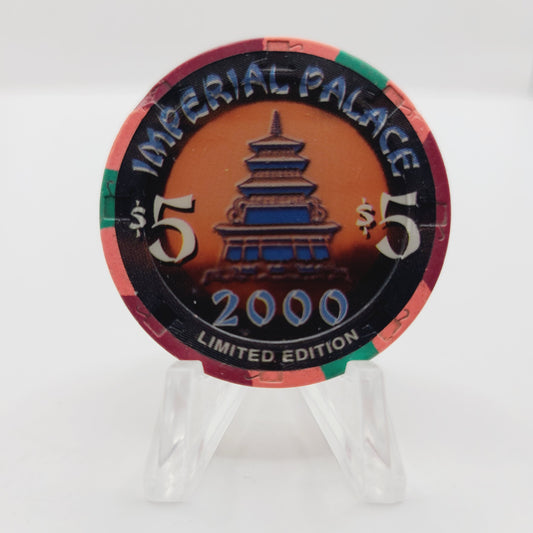 IMPERIAL PALACE
$5 $5
2000
LIMITED EDITION